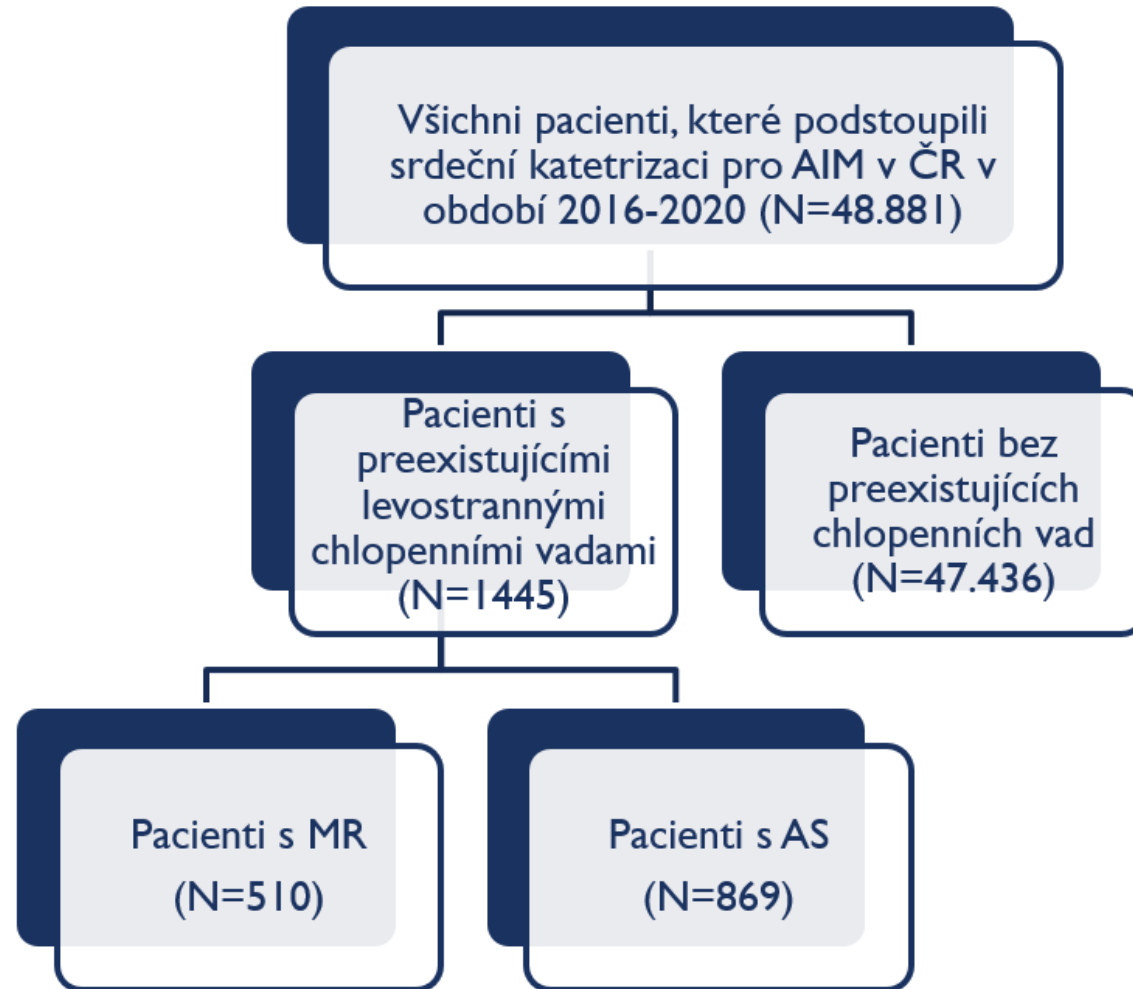 Všichni pacienti, které podstoupili
srdeční katetrizaci pro AIM v ČR v
období 2016-2020 (N=48.881)
Pacienti s
preexistujícími
levostrannými
chlopenními vadami
(N=1445)
Pacienti bez
preexistujících
chlopenních vad
(N=47.436)
Pacienti s MR
(N=510)
Pacienti s AS
(N=869)